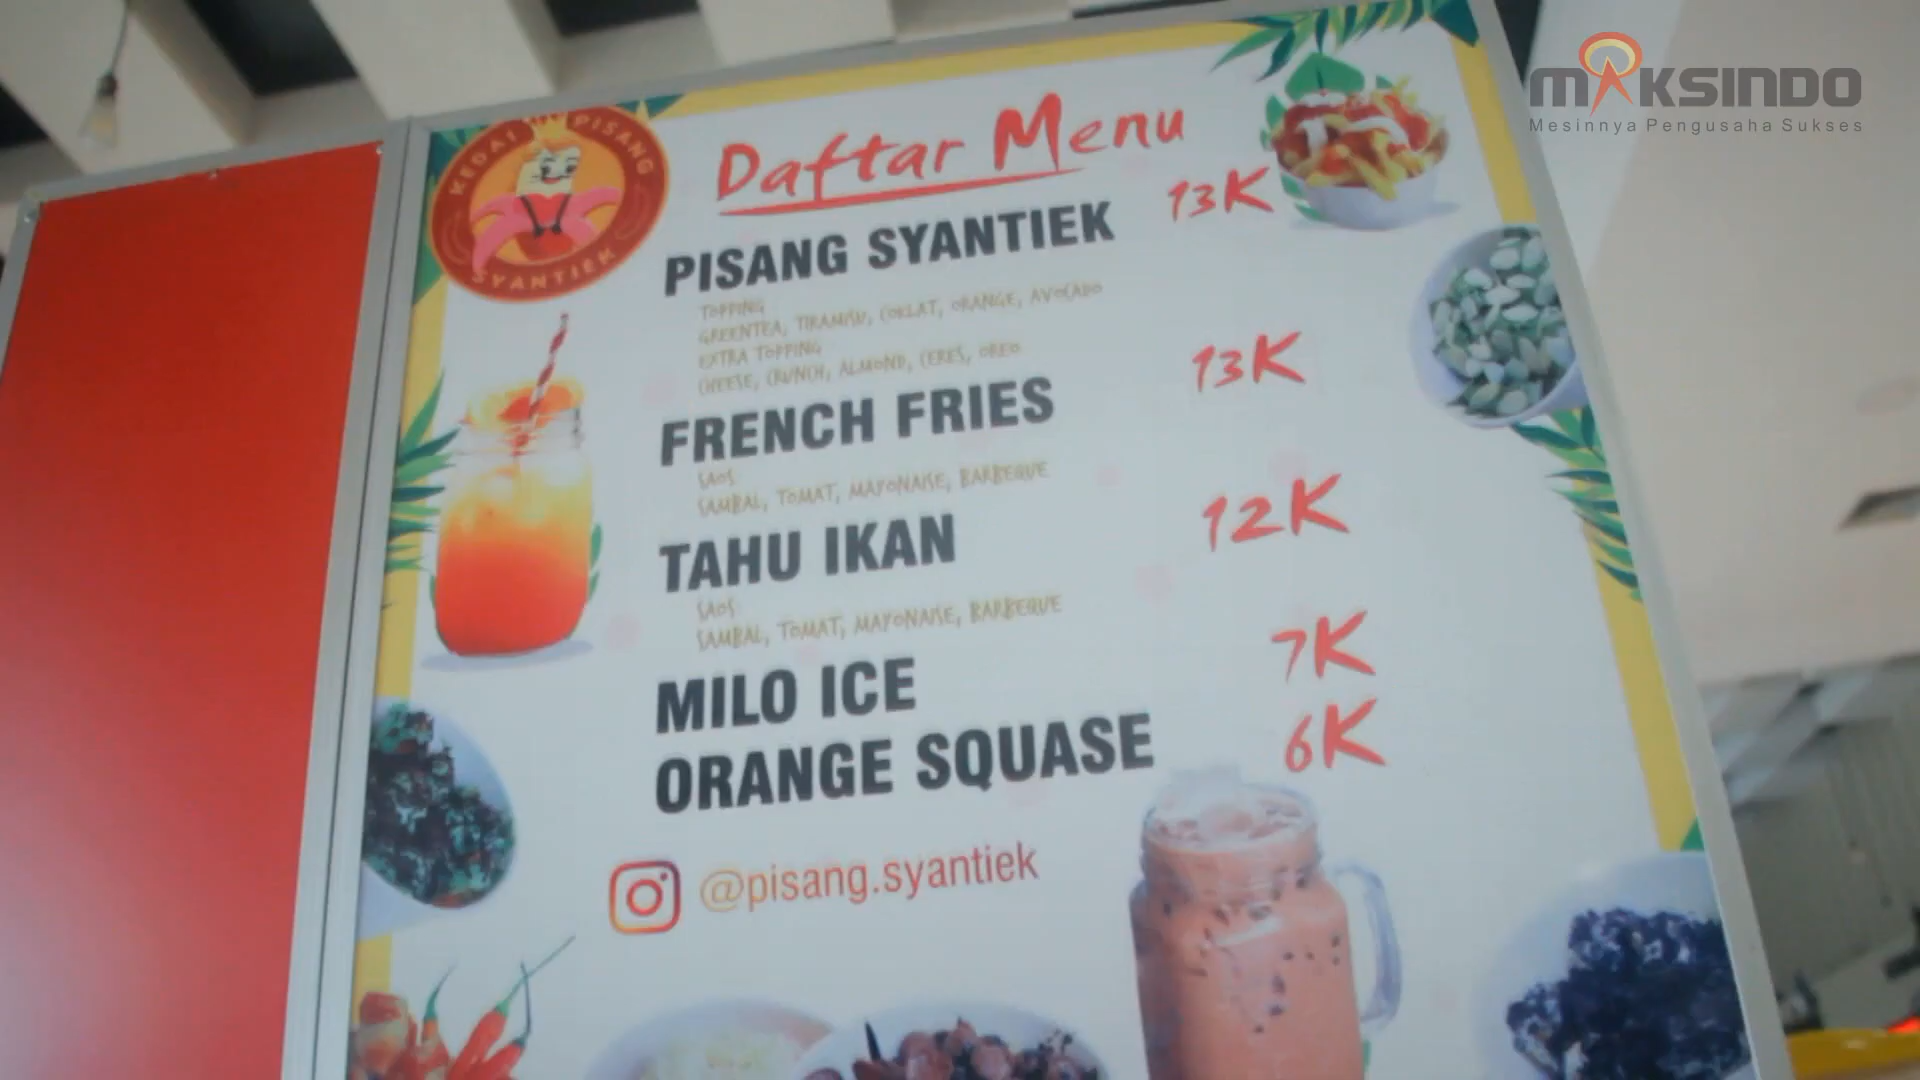 MAKSINDO
Mesinnya Pengusaha Sukses
KEDAI PISANG
SYANTIEK
Daftar Menu
PISANG SYANTIEK 13K
TOPPING
GREENTEA, TIRAMISU, COKLAT, ORANGE, AVOCADO
EXTRA TOPPING
CHEESE, CRUNCH, ALMOND, CERES, OREO
FRENCH FRIES 13K
SAOS
SAMBAL, TOMAT, MAYONAISE, BARBEQUE
TAHU IKAN 12K
SAOS
SAMBAL, TOMAT, MAYONAISE, BARBEQUE
MILO ICE 7K
ORANGE SQUASE 6K
@pisang.syantiek